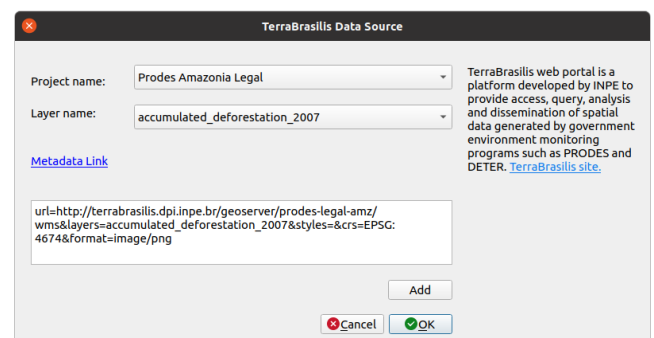 TerraBrasilis Data Source
Project name:
Prodes Amazonia Legal
Layer name:
accumulated_deforestation_2007
Metadata Link
url=http://terrabrasilis.dpi.inpe.br/geoserver/prodes-legal-amz/
wms&layers=accumulated_deforestation_2007&styles=&crs=EPSG:
4674&format=image/png
Add
Cancel
OK
TerraBrasilis web portal is a
platform developed by INPE to
provide access, query, analysis
and dissemination of spatial
data generated by government
environment monitoring
programs such as PRODES and
DETER. TerraBrasilis site.